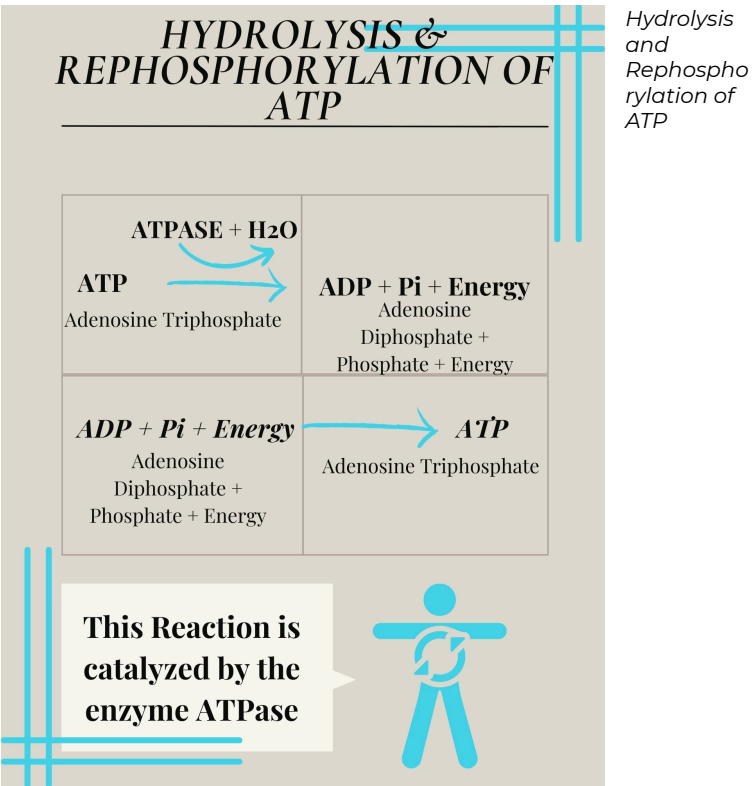 HYDROLYSIS &
REPHOSPHORYLATION OF
ATP
Hydrolysis
and
Rephospho
rylation of
ATP
ATPASE + H2O
ATP
Adenosine Triphosphate
ADP + Pi + Energy
Adenosine
Diphosphate +
Phosphate + Energy
ADP + Pi + Energy
Adenosine
Diphosphate +
Phosphate + Energy
ATP
Adenosine Triphosphate
This Reaction is
catalyzed by the
enzyme ATPase